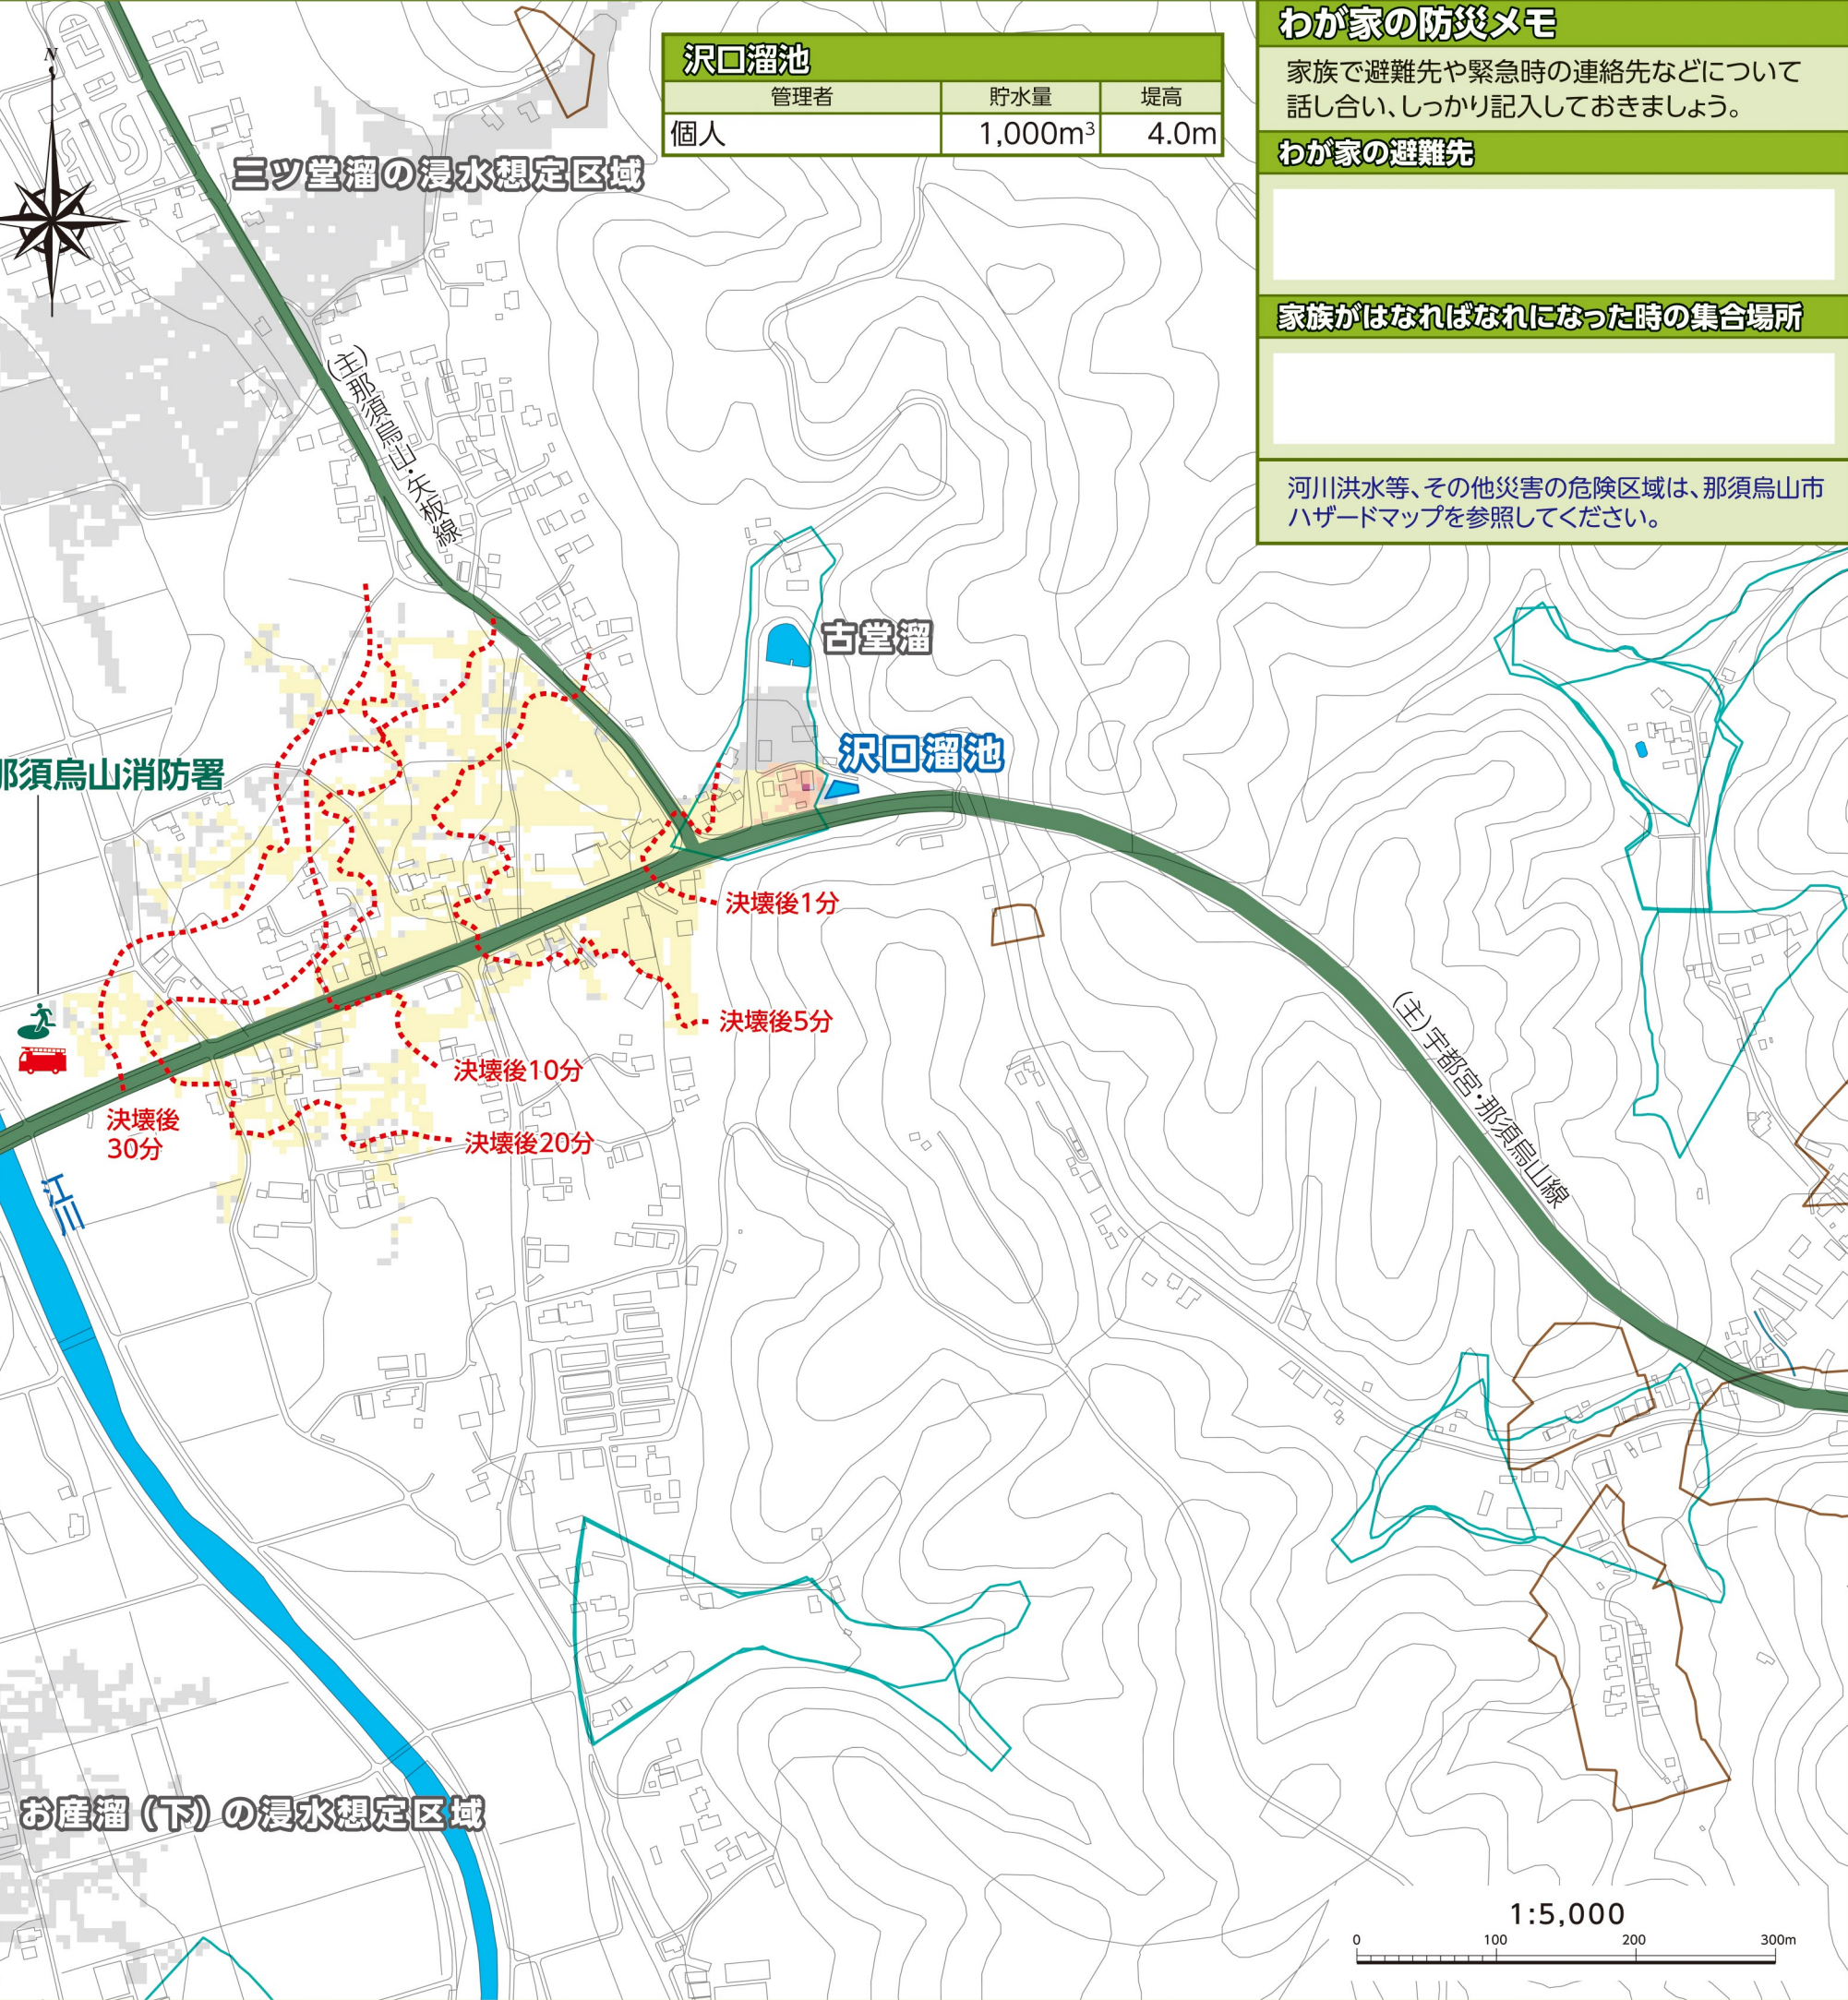 N
沢口溜池
管理者 貯水量 堤高
個人 1,000m³ 4.0m
わが家の防災メモ
家族で避難先や緊急時の連絡先などについて
話し合い、しっかり記入しておきましょう。
わが家の避難先
家族がはなればなれになった時の集合場所
河川洪水等、その他災害の危険区域は、那須烏山市
ハザードマップを参照してください。
三ツ堂溜の浸水想定区域
(主)那須烏山・矢板線
古堂溜
沢口溜池
那須烏山消防署
決壊後1分
決壊後5分
決壊後10分
決壊後20分
決壊後
30分
(主)宇都宮・那須烏山線
江川
お産溜(下)の浸水想定区域
1:5,000
0 100 200 300m